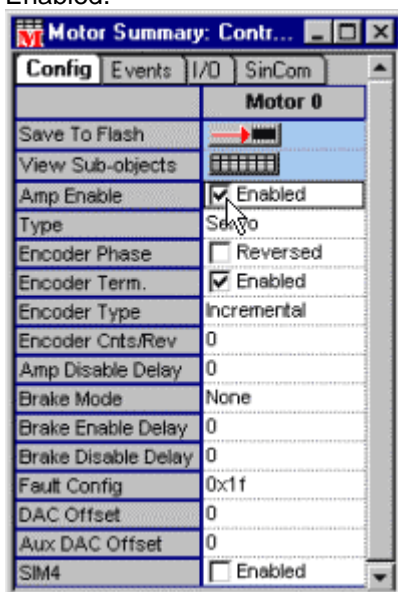 Enabled.
Motor Summary: Contr...
Config Events I/O SinCom
Motor 0
Save To Flash
View Sub-objects
Amp Enable Enabled
Type Servo
Encoder Phase Reversed
Encoder Term. Enabled
Encoder Type Incremental
Encoder Cnts/Rev 0
Amp Disable Delay 0
Brake Mode None
Brake Enable Delay 0
Brake Disable Delay 0
Fault Config 0x1f
DAC Offset 0
Aux DAC Offset 0
SIM4 Enabled